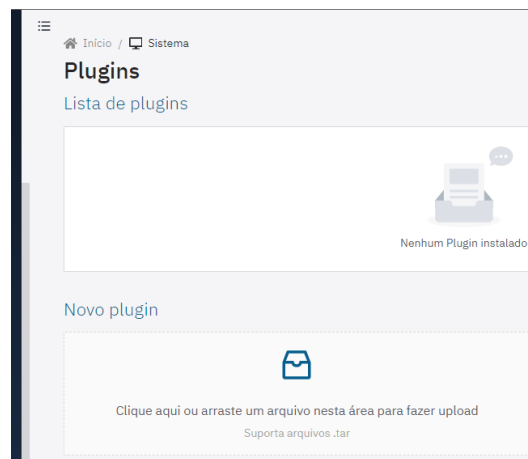 Início / Sistema
Plugins
Lista de plugins
Nenhum Plugin instalado
Novo plugin
Clique aqui ou arraste um arquivo nesta área para fazer upload
Suporta arquivos .tar